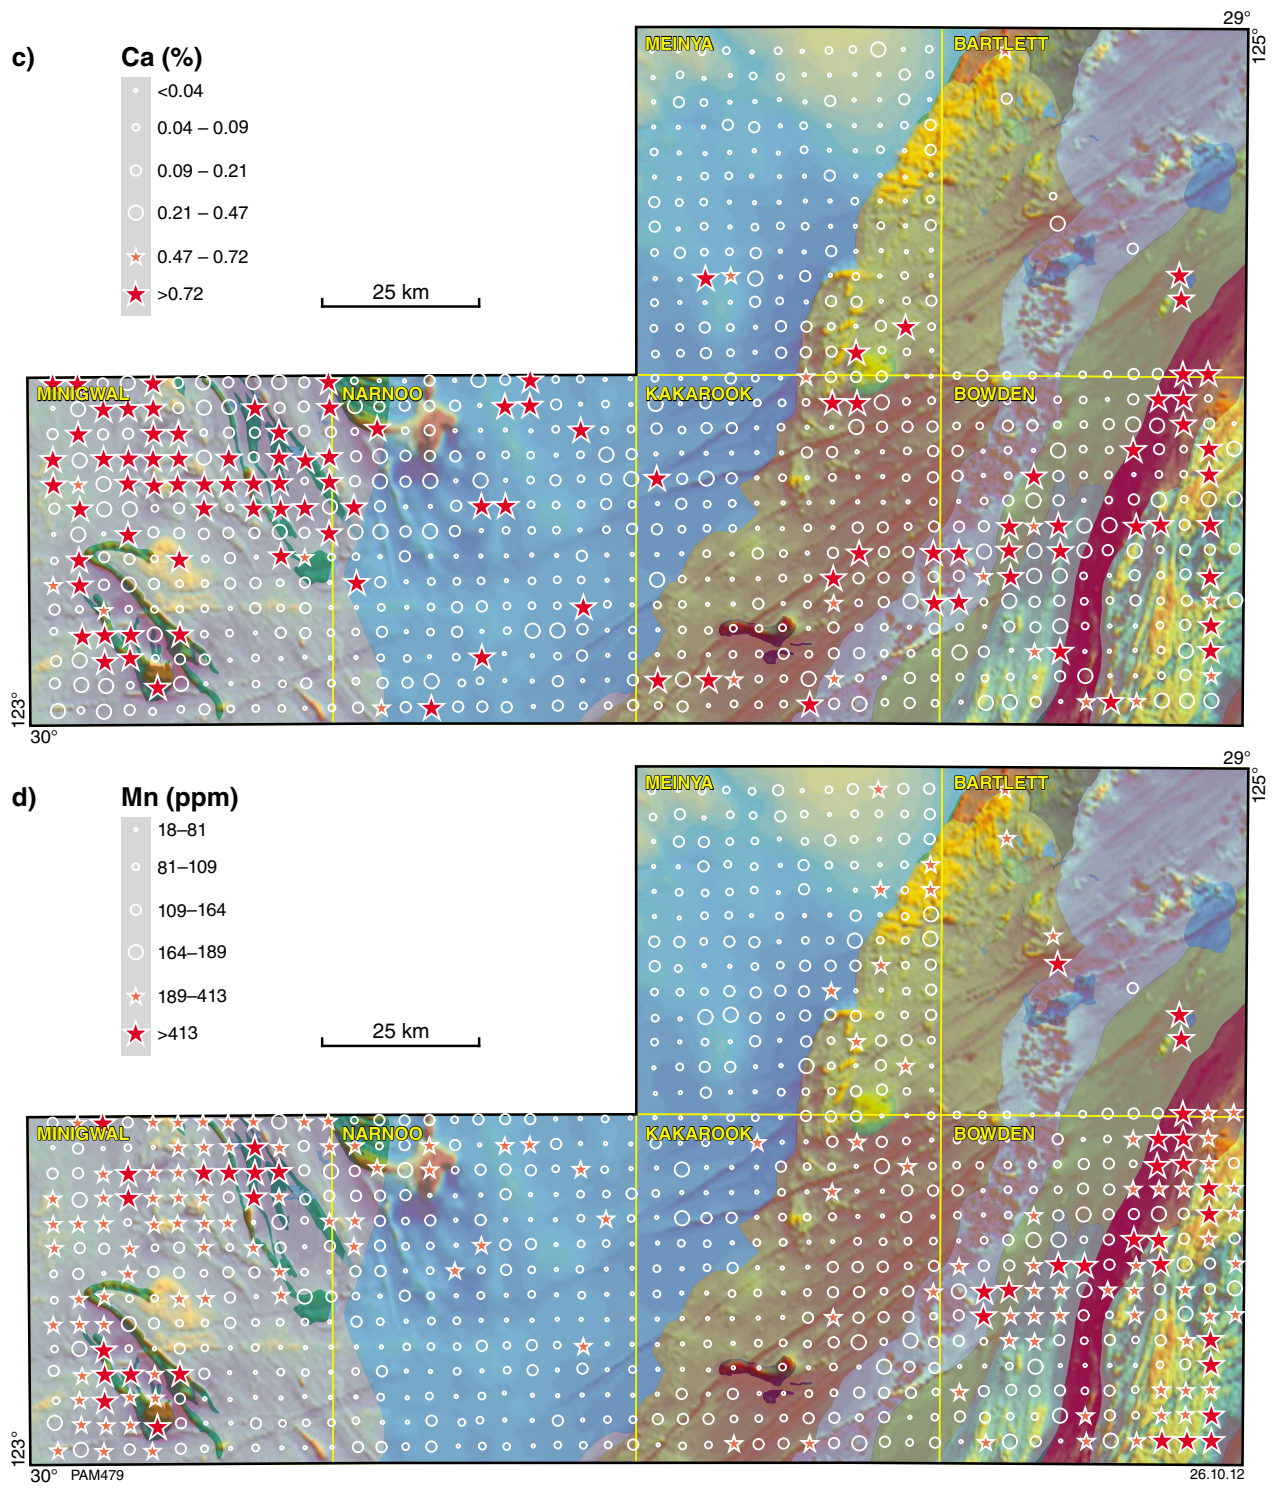 29°
125°
c)
Ca (%)
<0.04
0.04 – 0.09
0.09 – 0.21
0.21 – 0.47
0.47 – 0.72
>0.72
25 km
MEINYA
BARTLETT
MINIGWAL
NARNOO
KAKAROOK
BOWDEN
123°
30°
29°
125°
d)
Mn (ppm)
18–81
81–109
109–164
164–189
189–413
>413
25 km
MEINYA
BARTLETT
MINIGWAL
NARNOO
KAKAROOK
BOWDEN
123°
30°
PAM479
26.10.12